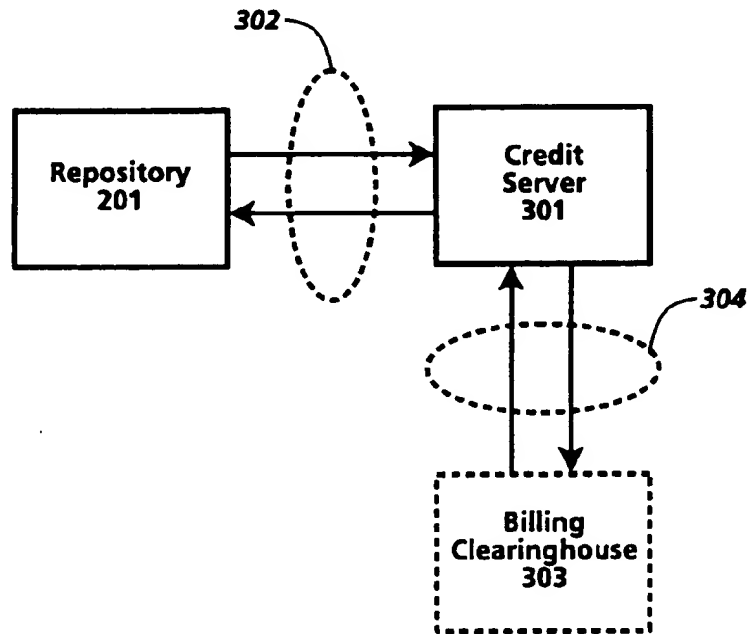 302
Repository
201
Credit
Server
301
304
Billing
Clearinghouse
303